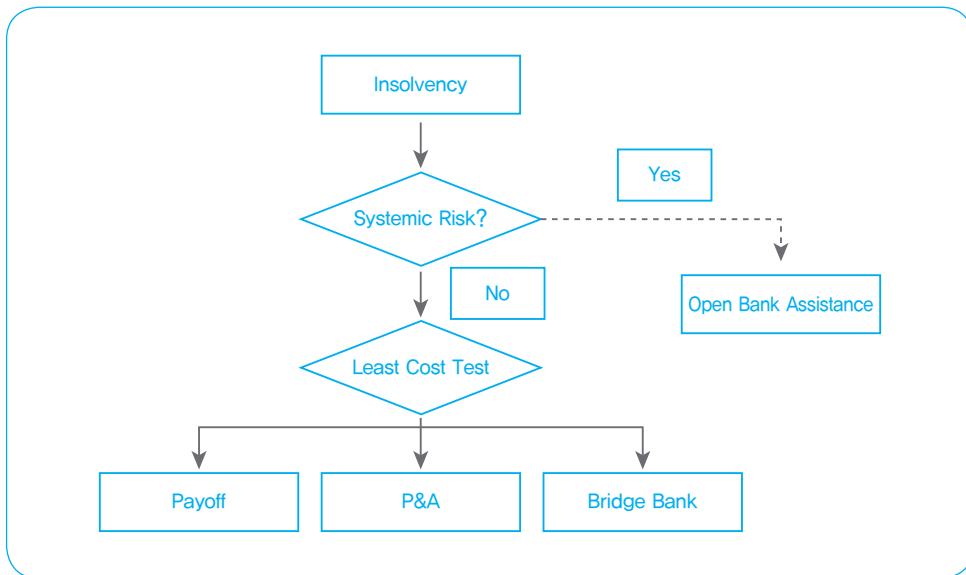 Insolvency
Yes
Systemic Risk?
No
Open Bank Assistance
Least Cost Test
Payoff
P&A
Bridge Bank